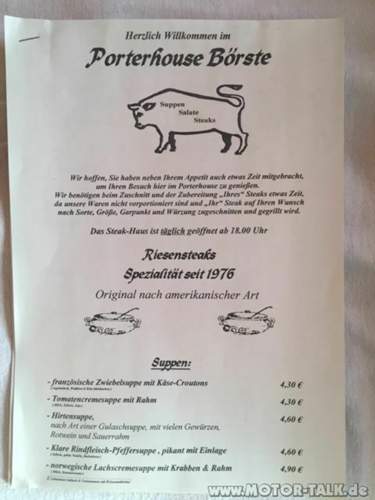 Herzlich Willkommen im
Porterhouse Börste
Suppen
Salate
Steaks
Wir hoffen, Sie haben neben Ihrem Appetit auch etwas Zeit mitgebracht,
um Ihren Besuch hier im Porterhouse zu genießen.
Wir benötigen beim Zuschnitt und der Zubereitung „Ihres" Steaks etwas Zeit,
da unsere Waren nicht vorportioniert sind und „Ihr" Steak auf Ihren Wunsch
nach Sorte, Größe, Garpunkt und Würzung zugeschnitten und gegrillt wird.
Das Steak-Haus ist täglich geöffnet ab 18.00 Uhr
Riesensteaks
Spezialität seit 1976
Original nach amerikanischer Art
Suppen:
- französische Zwiebelsuppe mit Käse-Croutons 4,30 €
- Tomatencremesuppe mit Rahm 4,30 €
- Hirtensuppe, 4,60 €
nach Art einer Gulaschsuppe, mit vielen Gewürzen,
Rotwein und Sauerrahm
- Klare Rindfleisch-Pfeffersuppe , pikant mit Einlage 4,60 €
- norwegische Lachscremesuppe mit Krabben & Rahm 4,90 €
www.MOTOR-TALK.de